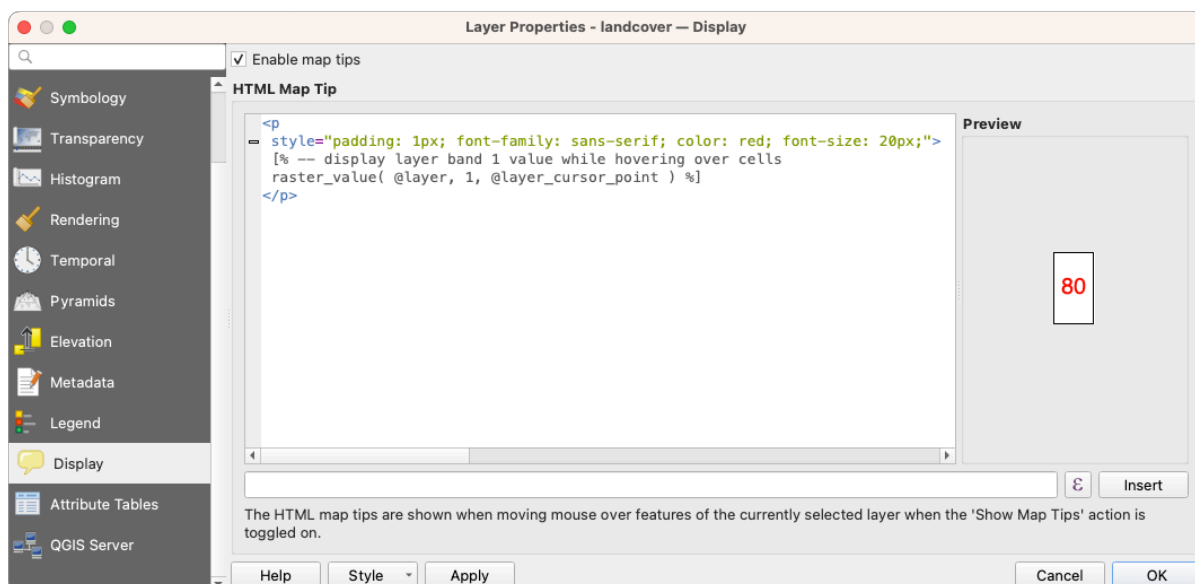 Layer Properties - landcover — Display
Symbology
Transparency
Histogram
Rendering
Temporal
Pyramids
Elevation
Metadata
Legend
Display
Attribute Tables
QGIS Server
Enable map tips
HTML Map Tip
<p
style="padding: 1px; font-family: sans-serif; color: red; font-size: 20px;">
[% -- display layer band 1 value while hovering over cells
raster_value( @layer, 1, @layer_cursor_point ) %]
</p>
Preview
80
ε Insert
The HTML map tips are shown when moving mouse over features of the currently selected layer when the 'Show Map Tips' action is
toggled on.
Help Style Apply Cancel OK